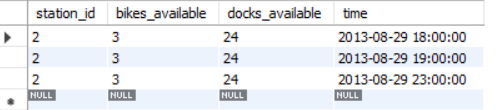 station_id bikes_available docks_available time
2 3 24 2013-08-29 18:00:00
2 3 24 2013-08-29 19:00:00
2 3 24 2013-08-29 23:00:00
NULL NULL NULL NULL